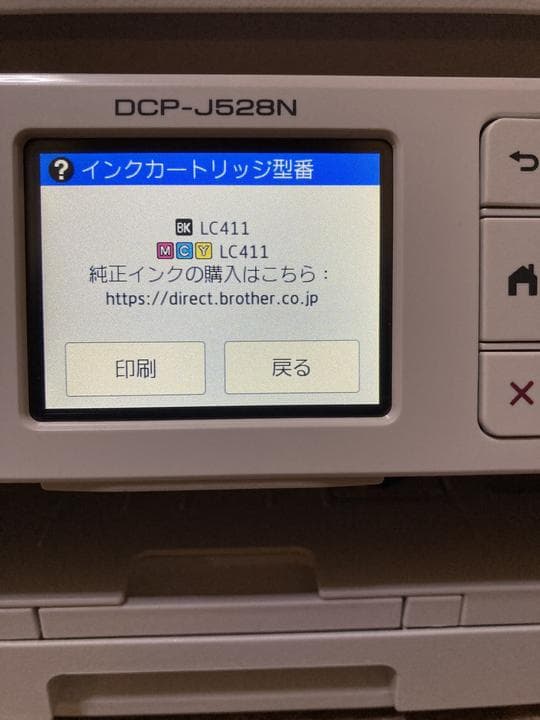 DCP-J528N
? インクカートリッジ型番
BK LC411
M C Y LC411
純正インクの購入はこちら：
https://direct.brother.co.jp
印刷 戻る